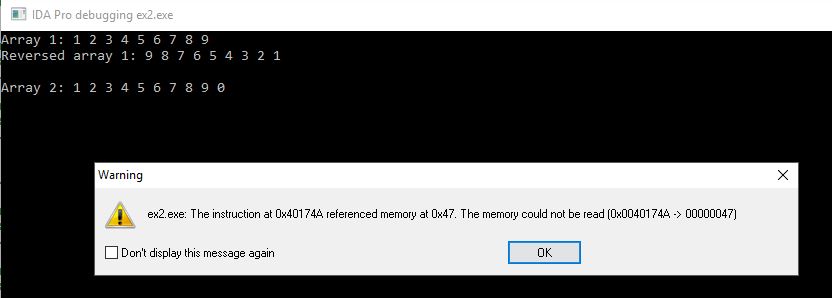 IDA Pro debugging ex2.exe
Array 1: 1 2 3 4 5 6 7 8 9
Reversed array 1: 9 8 7 6 5 4 3 2 1
Array 2: 1 2 3 4 5 6 7 8 9 0
Warning
ex2.exe: The instruction at 0x40174A referenced memory at 0x47. The memory could not be read (0x0040174A -> 00000047)
Don't display this message again
OK